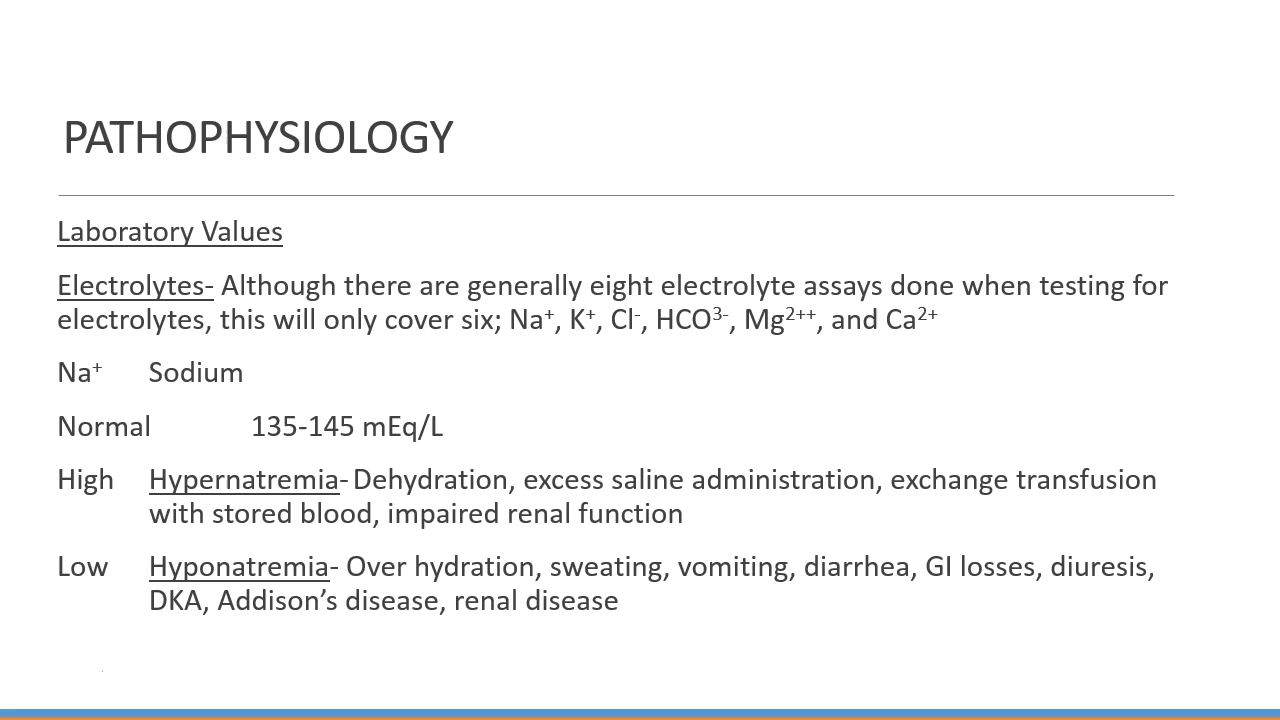 PATHOPHYSIOLOGY
Laboratory Values
Electrolytes- Although there are generally eight electrolyte assays done when testing for
electrolytes, this will only cover six; Na⁺, K⁺, Cl⁻, HCO³⁻, Mg²⁺⁺, and Ca²⁺
Na⁺ Sodium
Normal 135-145 mEq/L
High Hypernatremia- Dehydration, excess saline administration, exchange transfusion
with stored blood, impaired renal function
Low Hyponatremia- Over hydration, sweating, vomiting, diarrhea, GI losses, diuresis,
DKA, Addison’s disease, renal disease